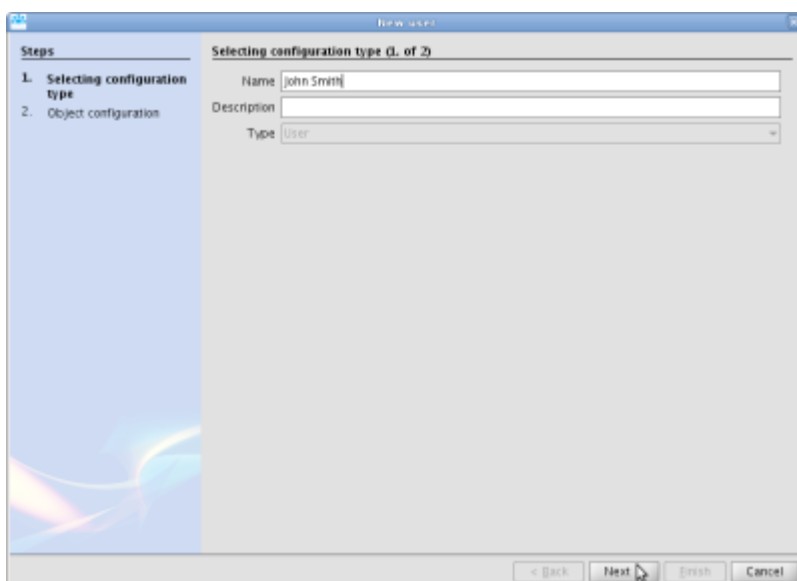 New user
Steps
1. Selecting configuration
type
2. Object configuration
Selecting configuration type (1. of 2)
Name John Smith
Description
Type User
< Back Next Finish Cancel